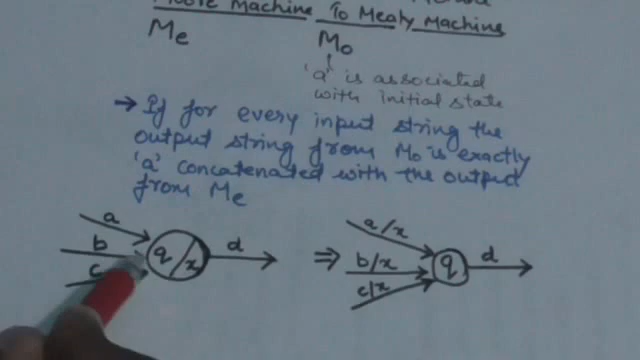 Moore Machine To Mealy Machine
Me Mo
'a' is associated
with initial state
→ If for every input string the
output string from Mo is exactly
'a' concatenated with the output
from Me
a a/x
b q/x d ⇒ b/x q d
c c/x